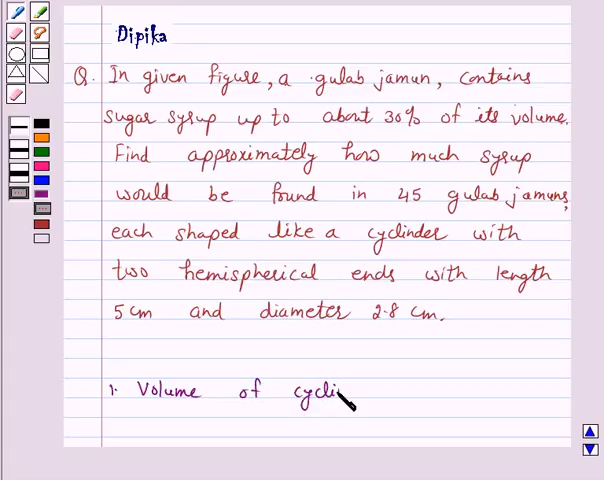 Dipika
Q. In given figure, a gulab jamun, contains
sugar syrup up to about 30% of its volume.
Find approximately how much syrup
would be found in 45 gulab jamuns,
each shaped like a cylinder with
two hemispherical ends with length
5 cm and diameter 2.8 cm.
1. Volume of cyli